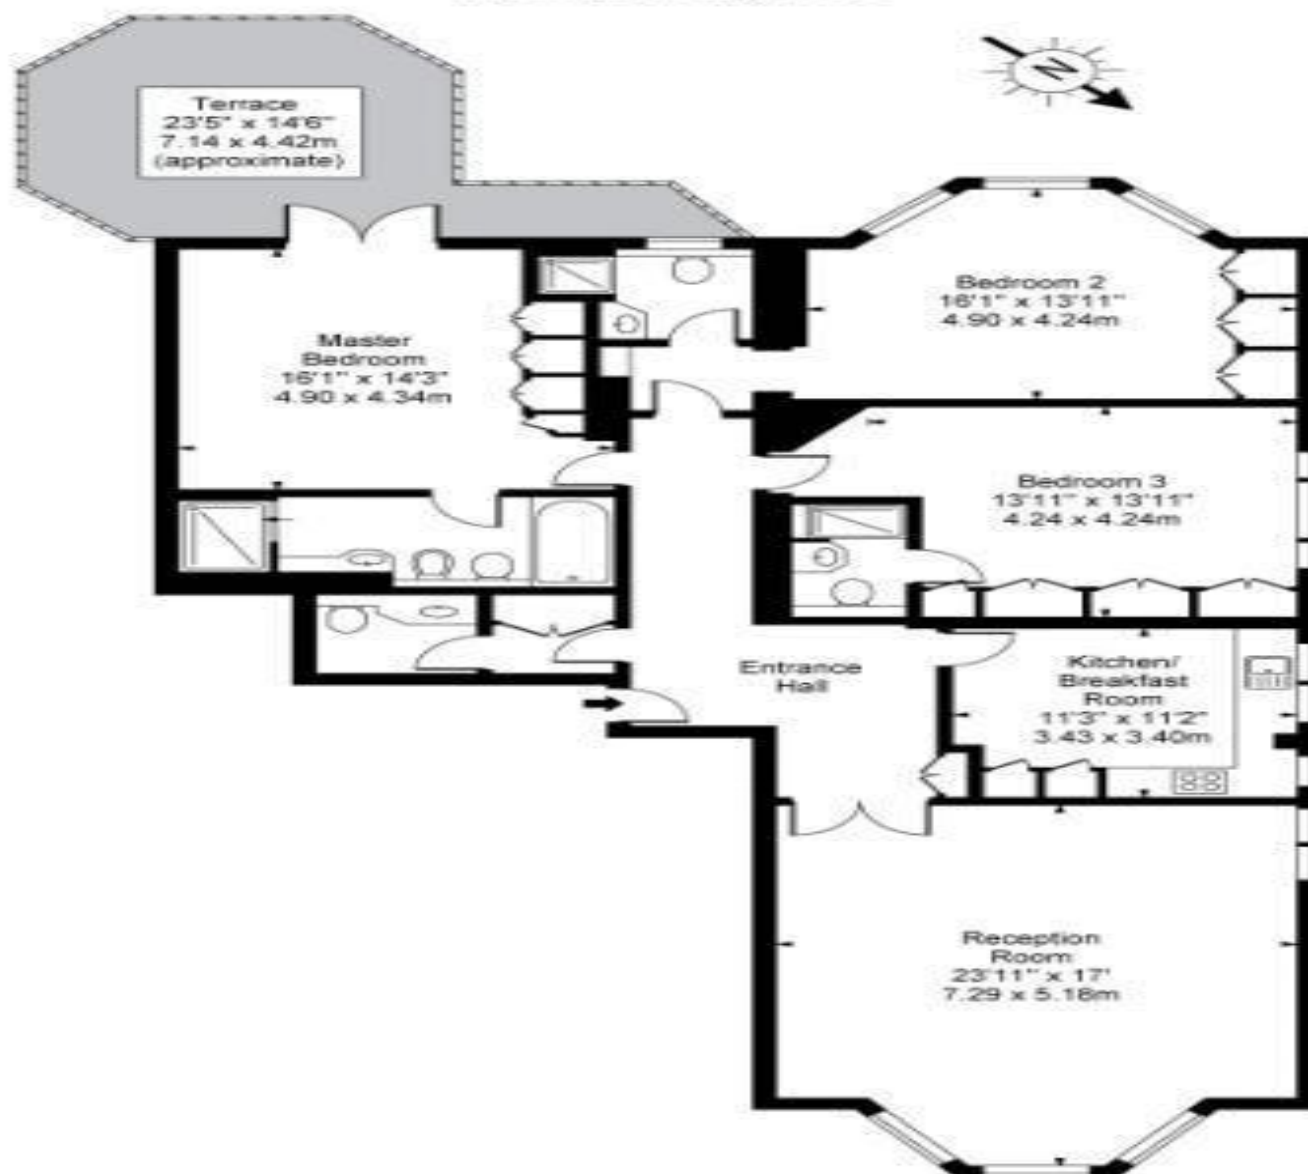 Terrace
23'5" x 14'6"
7.14 x 4.42m
(approximate)
N
Bedroom 2
16'1" x 13'11"
4.90 x 4.24m
Master
Bedroom
16'1" x 14'3"
4.90 x 4.34m
Bedroom 3
13'11" x 13'11"
4.24 x 4.24m
Entrance
Hall
Kitchen/
Breakfast
Room
11'3" x 11'2"
3.43 x 3.40m
Reception
Room
23'11" x 17'
7.29 x 5.18m